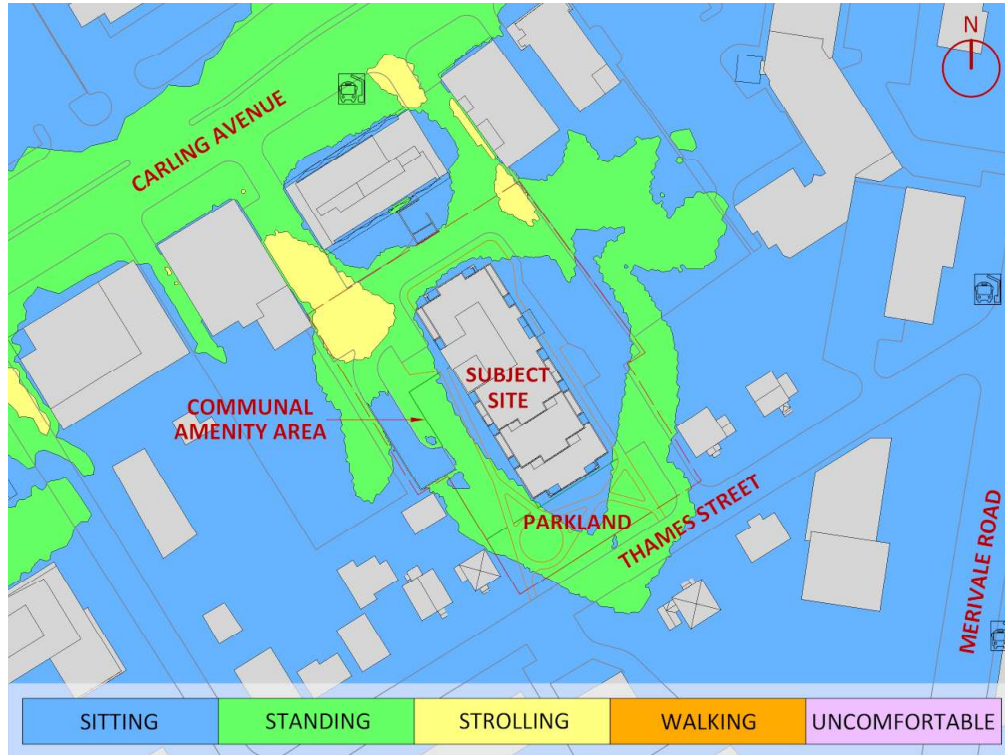 N
CARLING AVENUE
SUBJECT
SITE
COMMUNAL
AMENITY AREA
PARKLAND
THAMES STREET
MERIVALE ROAD
SITTING
STANDING
STROLLING
WALKING
UNCOMFORTABLE